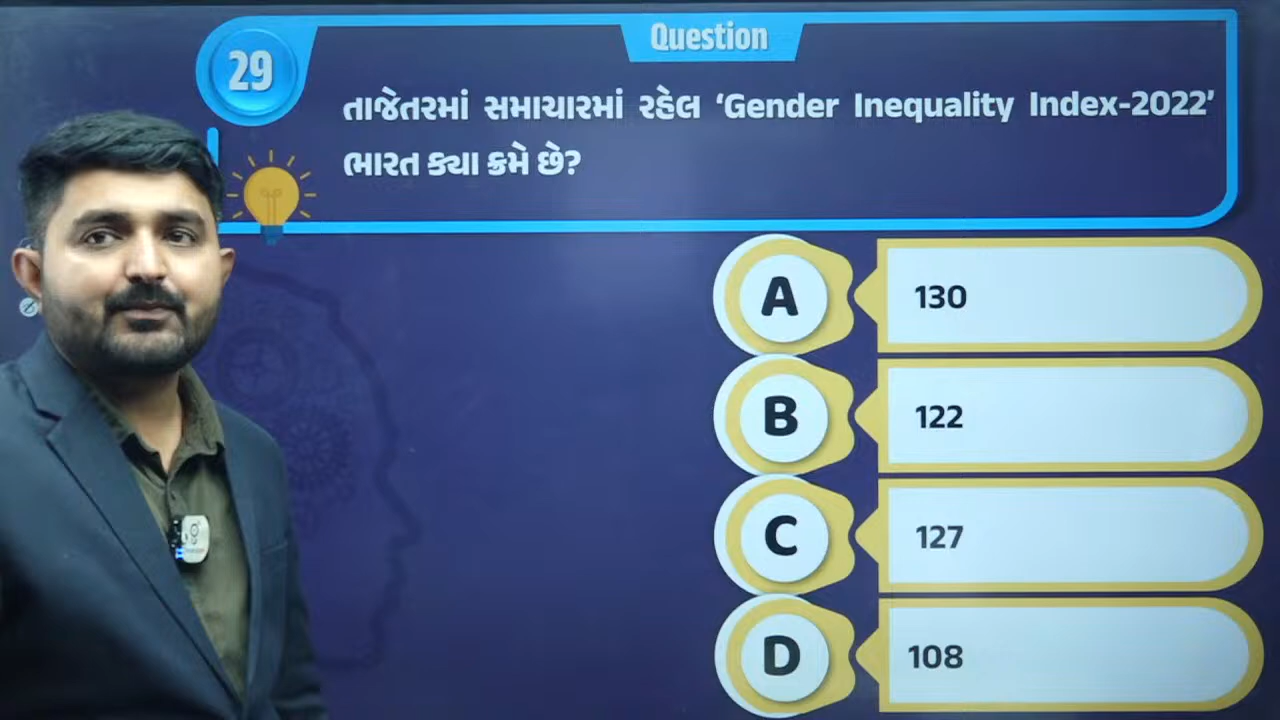 Question
29
તાજેતરમાં સમાચારમાં રહેલ ‘Gender Inequality Index-2022’
ભારત ક્યા ક્રમે છે?
A
130
B
122
C
127
D
108